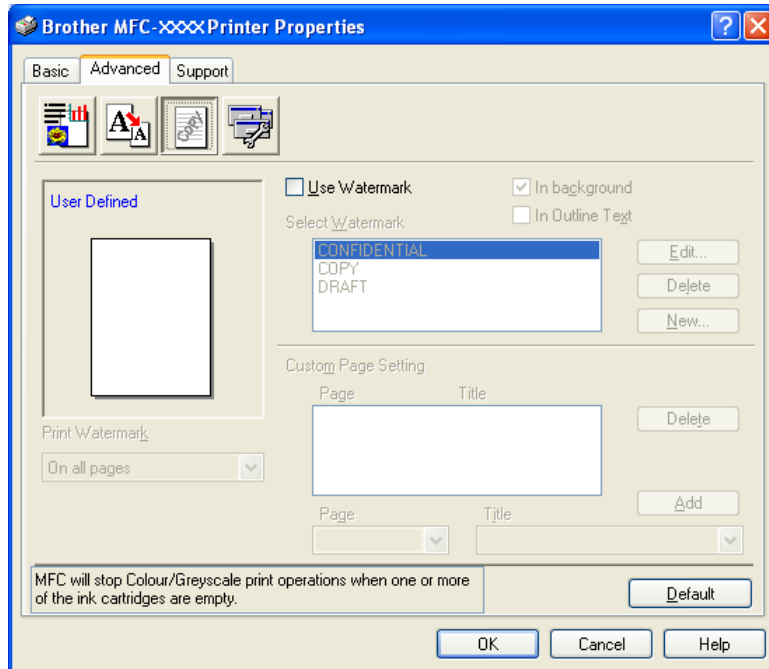 Brother MFC-XXXX Printer Properties
Basic Advanced Support
A A copy
User Defined
Use Watermark
In background
In Outline Text
Select Watermark
CONFIDENTIAL
COPY
DRAFT
Edit...
Delete
New...
Custom Page Setting
Page Title
Delete
Print Watermark
On all pages
Add
Page Title
MFC will stop Colour/Greyscale print operations when one or more
of the ink cartridges are empty.
Default
OK Cancel Help